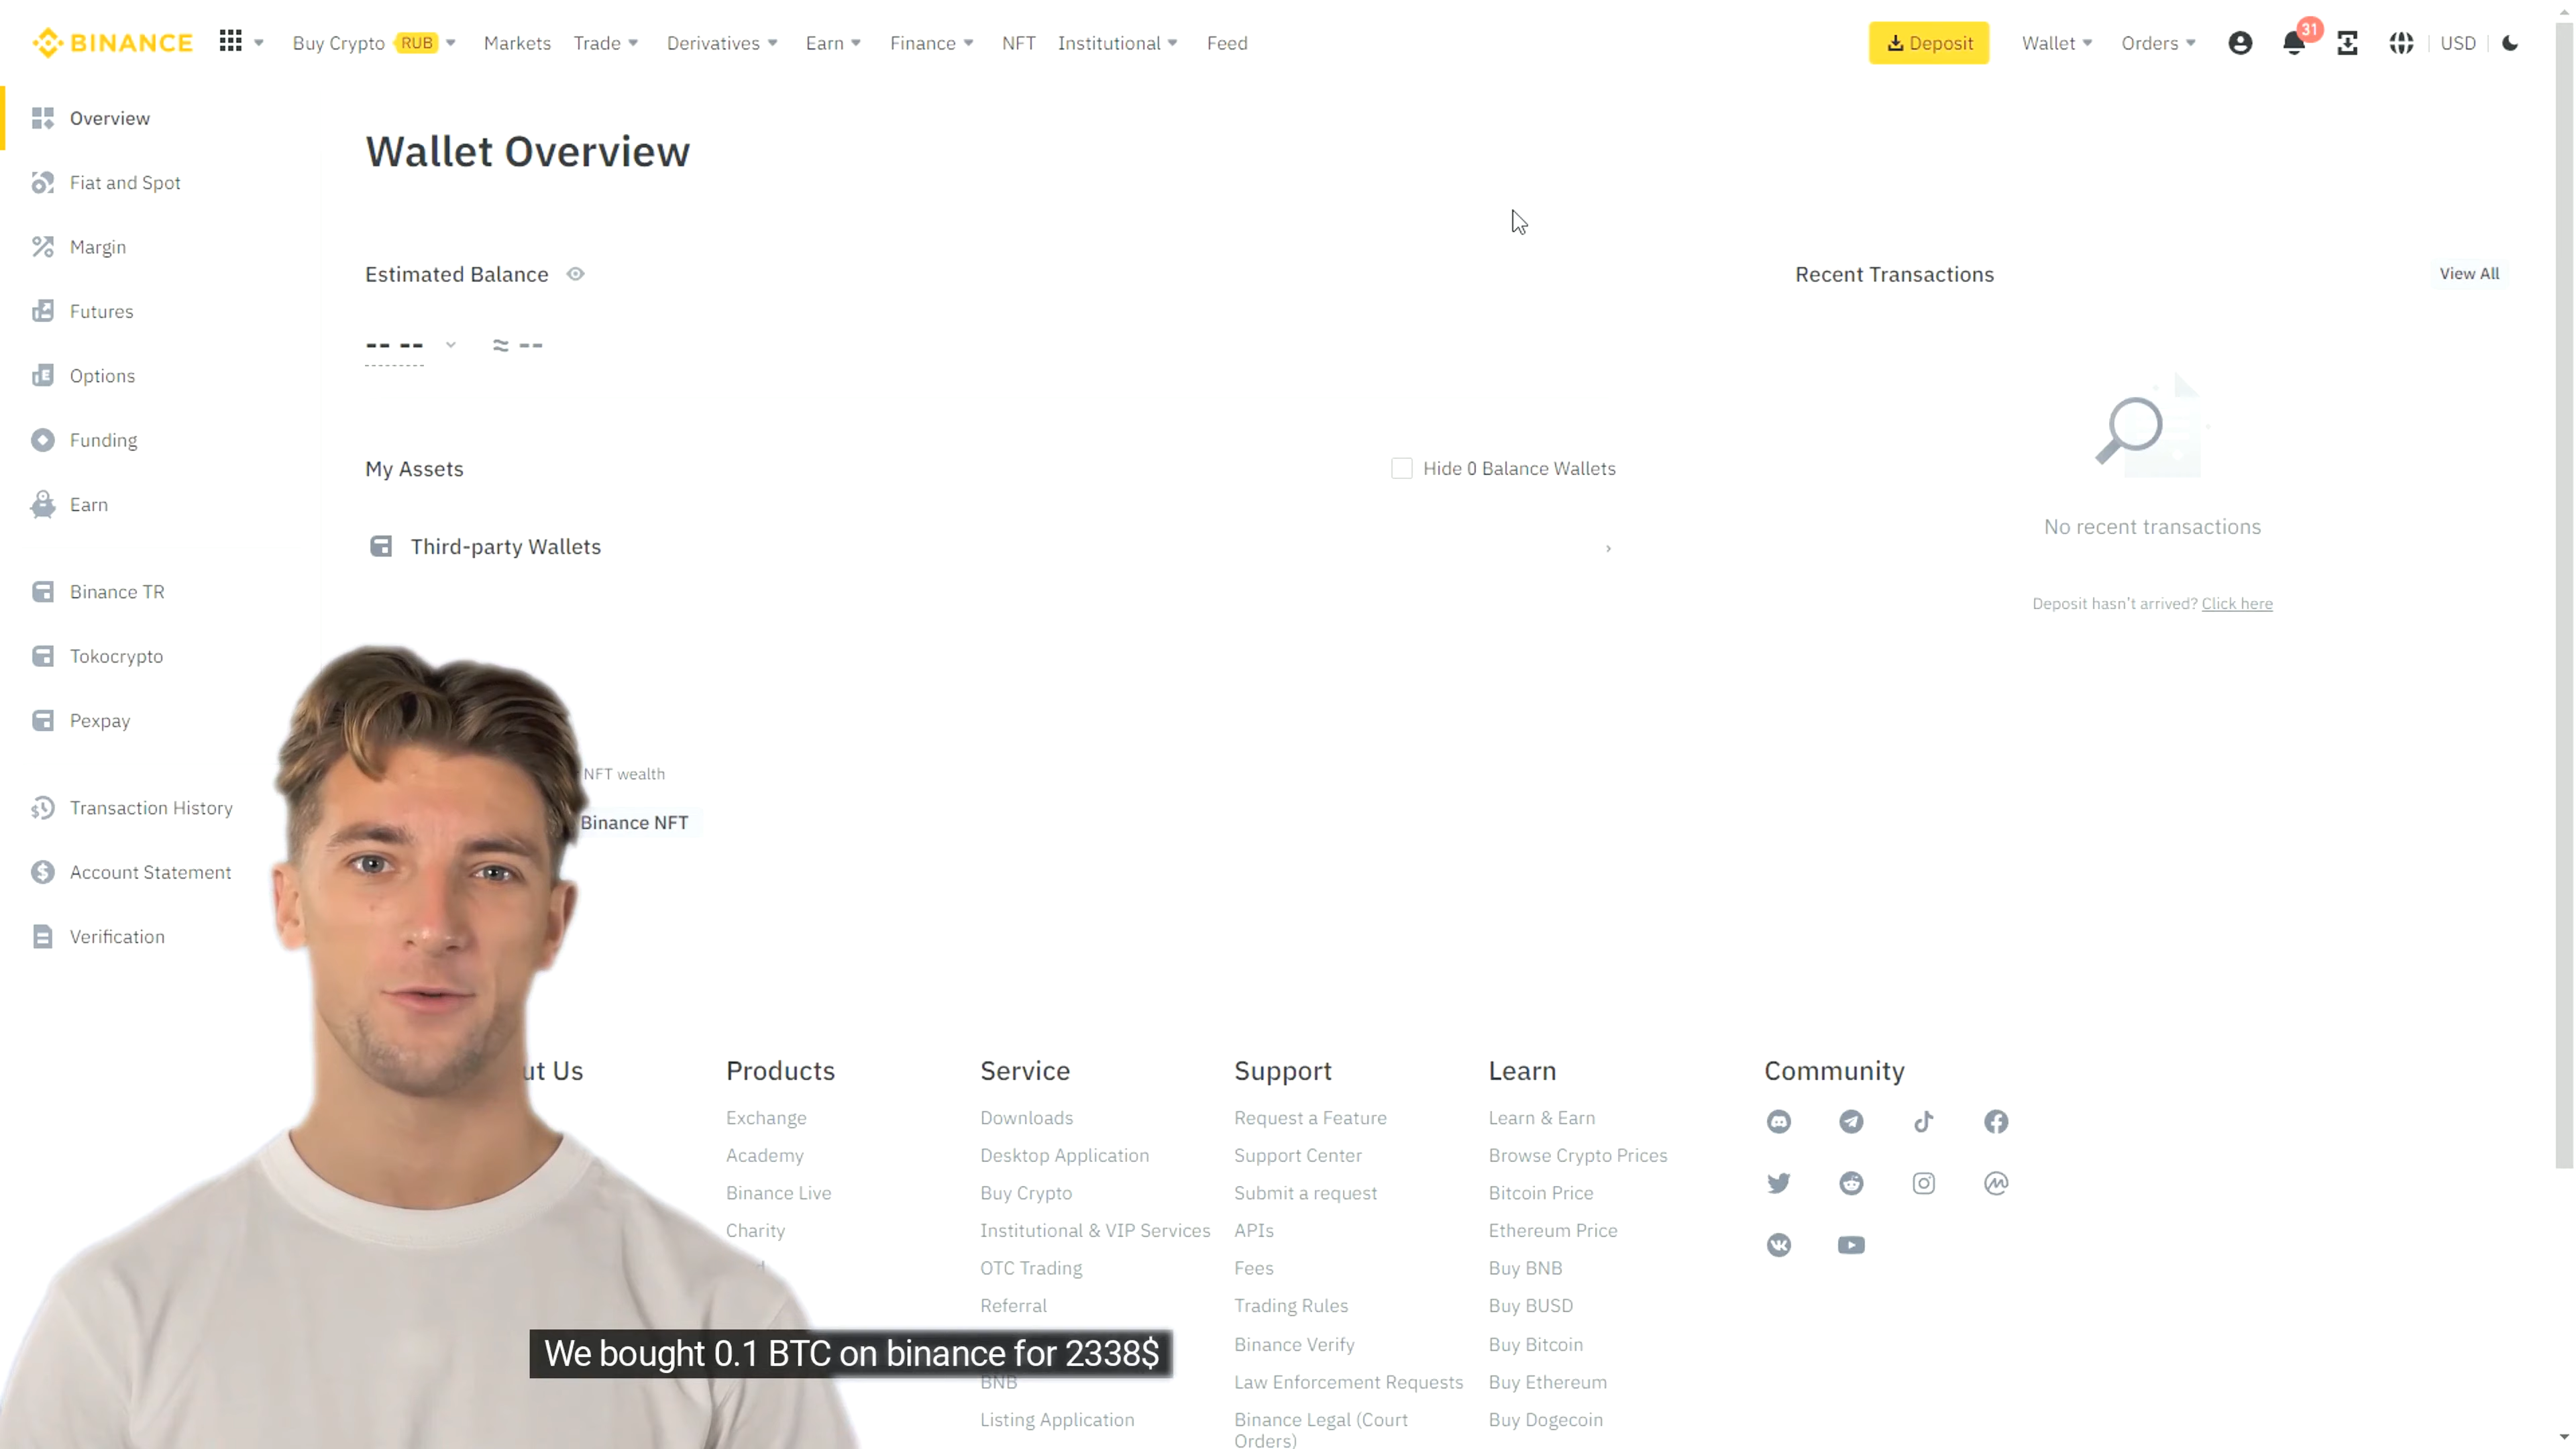 BINANCE
Buy Crypto RUB Markets Trade Derivatives Earn Finance NFT Institutional Feed
Deposit Wallet Orders 31 USD
Overview
Fiat and Spot
Margin
Futures
Options
Funding
Earn
Binance TR
Tokocrypto
Pexpay
Transaction History
Account Statement
Verification
Wallet Overview
Estimated Balance
-- -- ≈ --
My Assets
Hide 0 Balance Wallets
Third-party Wallets
NFT wealth
Binance NFT
Recent Transactions
View All
No recent transactions
Deposit hasn't arrived? Click here
ut Us
Products
Exchange
Academy
Binance Live
Charity
Service
Downloads
Desktop Application
Buy Crypto
Institutional & VIP Services
OTC Trading
Referral
BNB
Listing Application
Support
Request a Feature
Support Center
Submit a request
APIs
Fees
Trading Rules
Binance Verify
Law Enforcement Requests
Binance Legal (Court
Orders)
Learn
Learn & Earn
Browse Crypto Prices
Bitcoin Price
Ethereum Price
Buy BNB
Buy BUSD
Buy Bitcoin
Buy Ethereum
Buy Dogecoin
Community
We bought 0.1 BTC on binance for 2338$